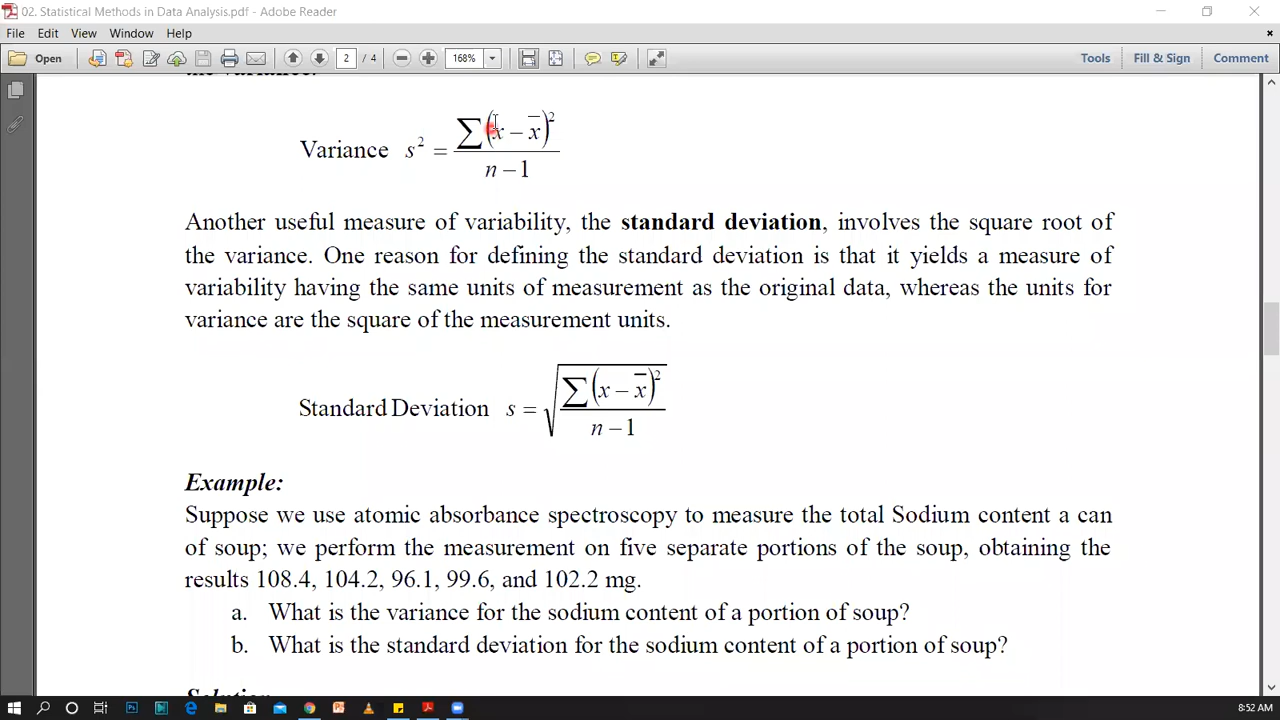 02. Statistical Methods in Data Analysis.pdf - Adobe Reader
File Edit View Window Help
Open 2 / 4 168% Tools Fill & Sign Comment
the variance.
Variance s² = ∑(x − x̅)² / n − 1
Another useful measure of variability, the standard deviation, involves the square root of
the variance. One reason for defining the standard deviation is that it yields a measure of
variability having the same units of measurement as the original data, whereas the units for
variance are the square of the measurement units.
Standard Deviation s = √(∑(x − x̅)² / n − 1)
Example:
Suppose we use atomic absorbance spectroscopy to measure the total Sodium content a can
of soup; we perform the measurement on five separate portions of the soup, obtaining the
results 108.4, 104.2, 96.1, 99.6, and 102.2 mg.
a. What is the variance for the sodium content of a portion of soup?
b. What is the standard deviation for the sodium content of a portion of soup?
Solution
8:52 AM